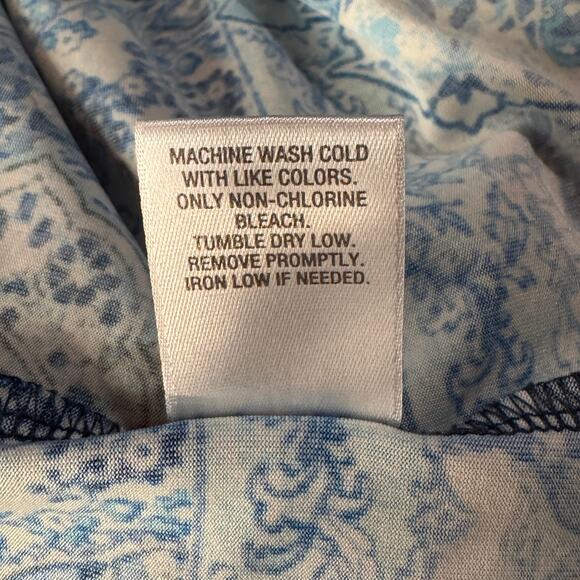 MACHINE WASH COLD
WITH LIKE COLORS.
ONLY NON-CHLORINE
BLEACH.
TUMBLE DRY LOW.
REMOVE PROMPTLY.
IRON LOW IF NEEDED.